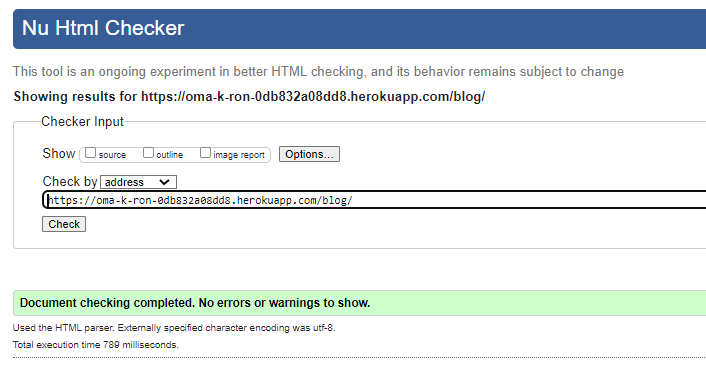 Nu Html Checker
This tool is an ongoing experiment in better HTML checking, and its behavior remains subject to change
Showing results for https://oma-k-ron-0db832a08dd8.herokuapp.com/blog/
Checker Input
Show source outline image report Options...
Check by address
https://oma-k-ron-0db832a08dd8.herokuapp.com/blog/
Check
Document checking completed. No errors or warnings to show.
Used the HTML parser. Externally specified character encoding was utf-8.
Total execution time 789 milliseconds.